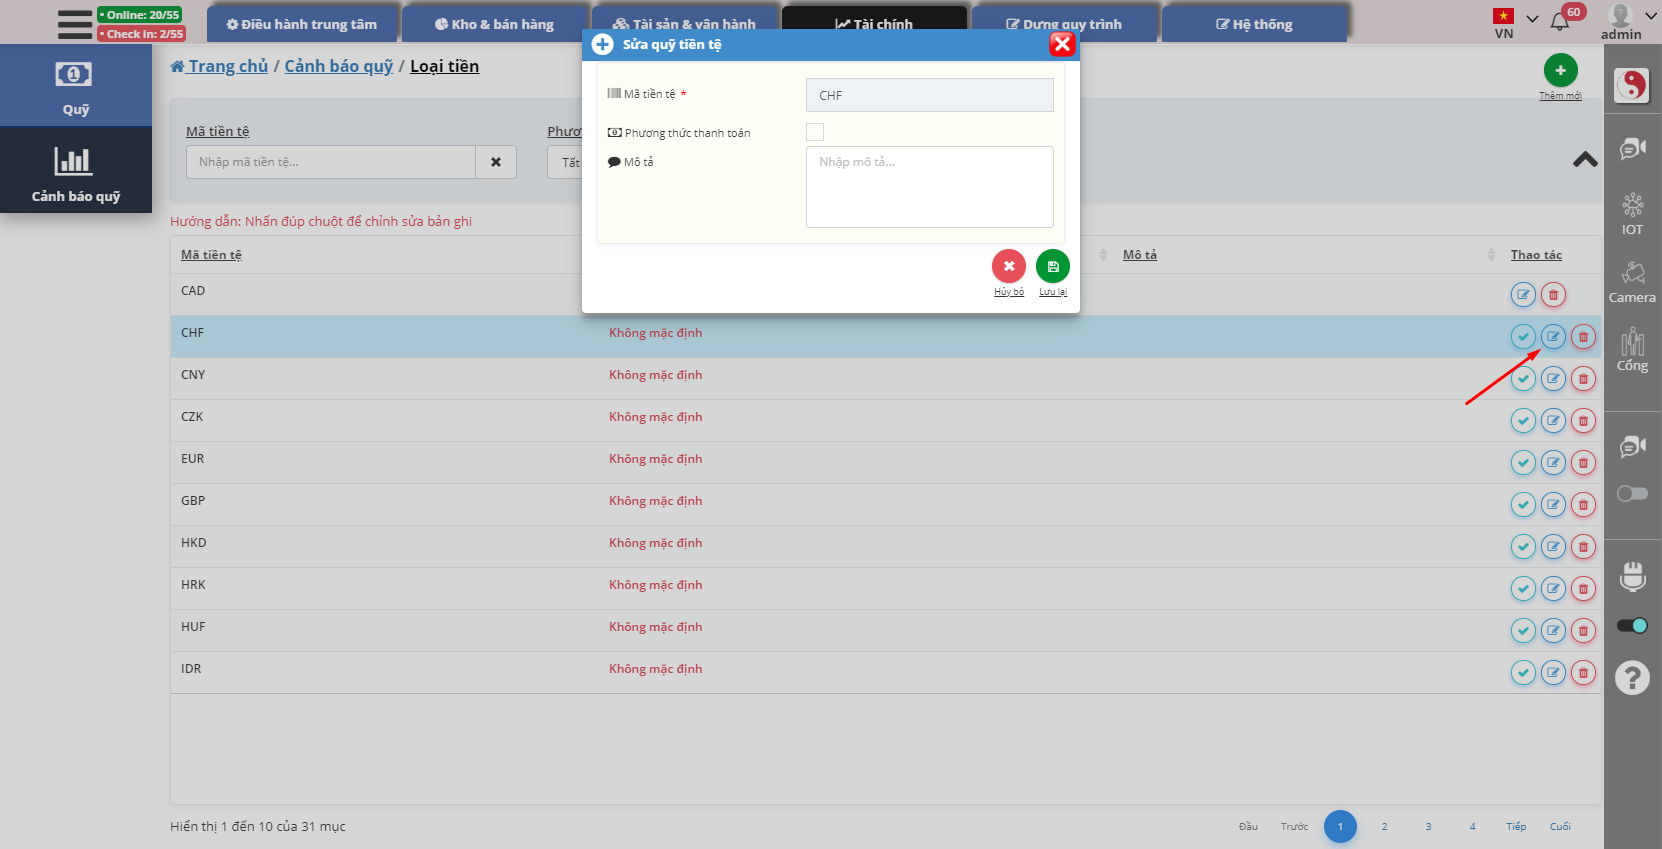 • Online: 20/55
• Check in: 2/55
Điều hành trung tâm
Kho & bán hàng
Tài sản & vận hành
Tài chính
Dựng quy trình
Hệ thống
VN
60
admin
Quỹ
Cảnh báo quỹ
Trang chủ / Cảnh báo quỹ / Loại tiền
Thêm mới
Mã tiền tệ
Nhập mã tiền tệ...
Tất
Sửa quỹ tiền tệ
Mã tiền tệ *
CHF
Phương thức thanh toán
Mô tả
Nhập mô tả...
Hủy bỏ
Lưu lại
Hướng dẫn: Nhấn đúp chuột để chỉnh sửa bản ghi
Mã tiền tệ
Mô tả
Thao tác
CAD
CHF Không mặc định
CNY Không mặc định
CZK Không mặc định
EUR Không mặc định
GBP Không mặc định
HKD Không mặc định
HRK Không mặc định
HUF Không mặc định
IDR Không mặc định
Hiển thị 1 đến 10 của 31 mục
Đầu Trước 1 2 3 4 Tiếp Cuối
IOT
Camera
Cổng